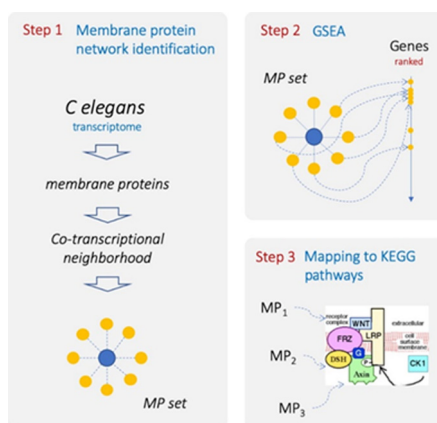 Step 1 Membrane protein
network identification
C elegans
transcriptome
membrane proteins
Co-transcriptional
neighborhood
MP set
Step 2 GSEA
Genes
ranked
MP set
Step 3 Mapping to KEGG
pathways
MP1
MP2
MP3
receptor
complex
WNT
extracellular
FRZ
LRP
cell
surface
membrane
DSH
G
P
Axin
CK1